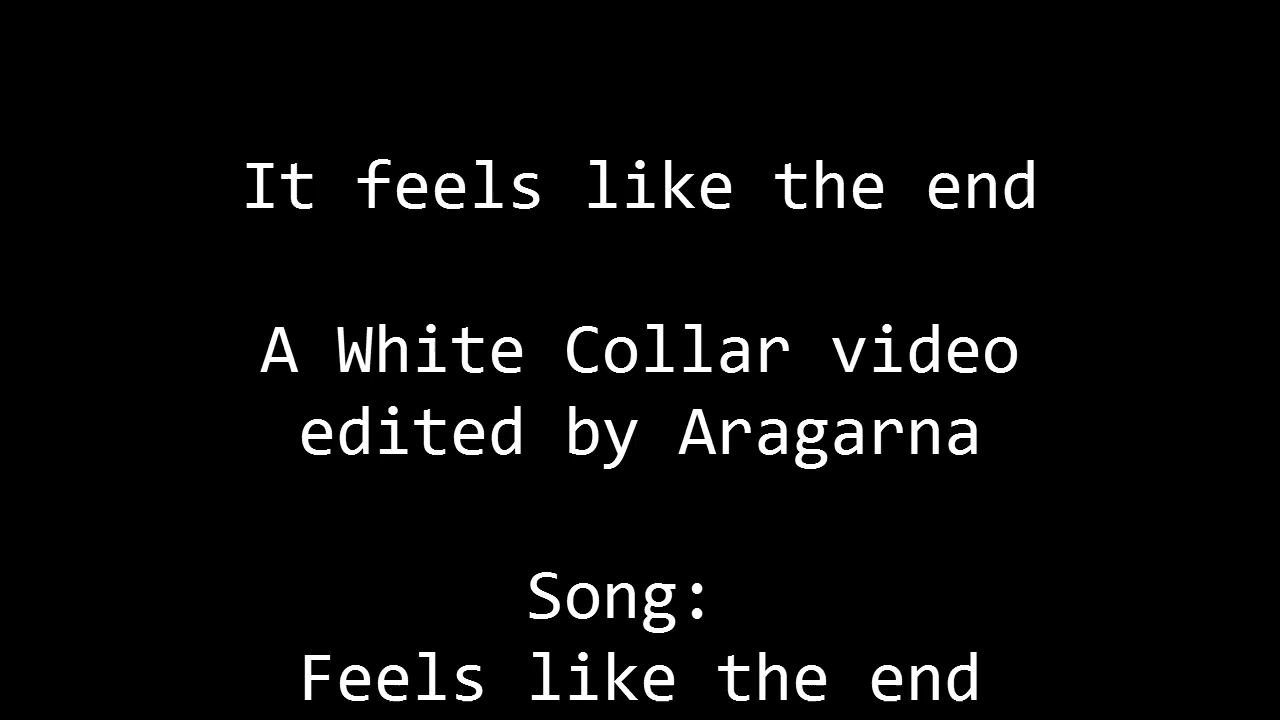 It feels like the end
A White Collar video
edited by Aragarna
Song:
Feels like the end